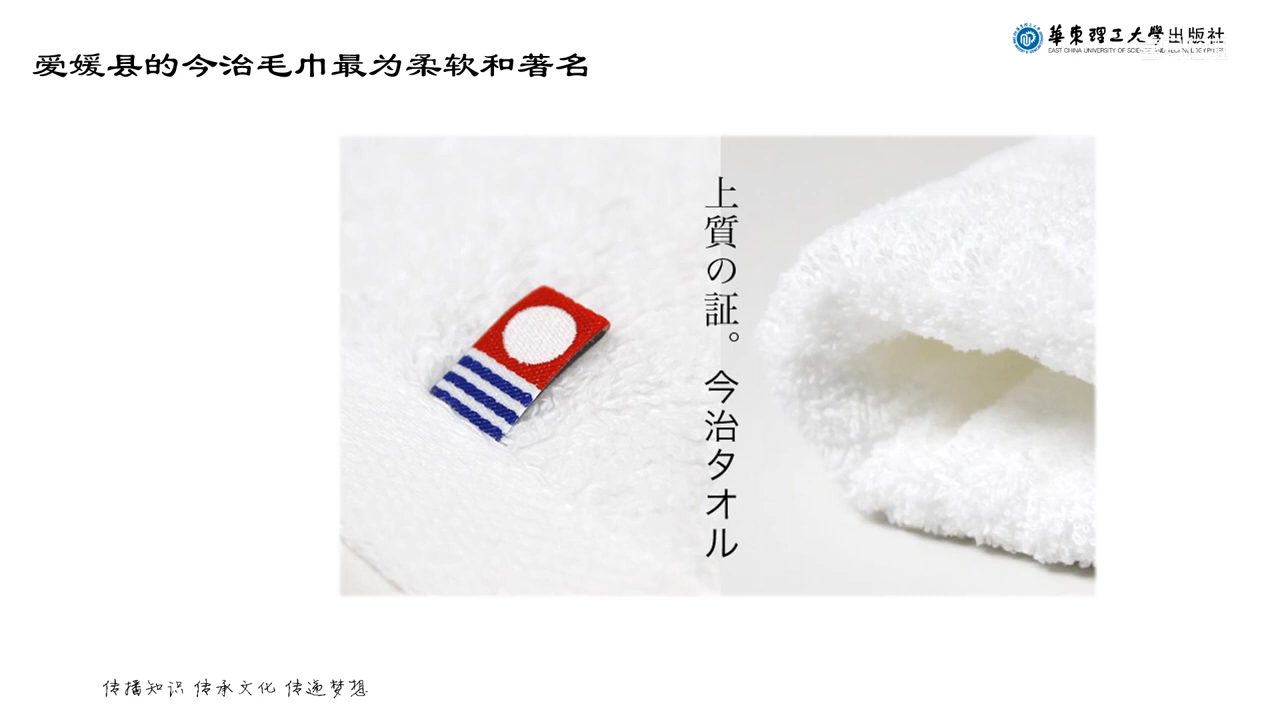 爱媛县的今治毛巾最为柔软和著名
華東理工大學出版社
上質の証。今治タオル
传播知识 传承文化 传递梦想